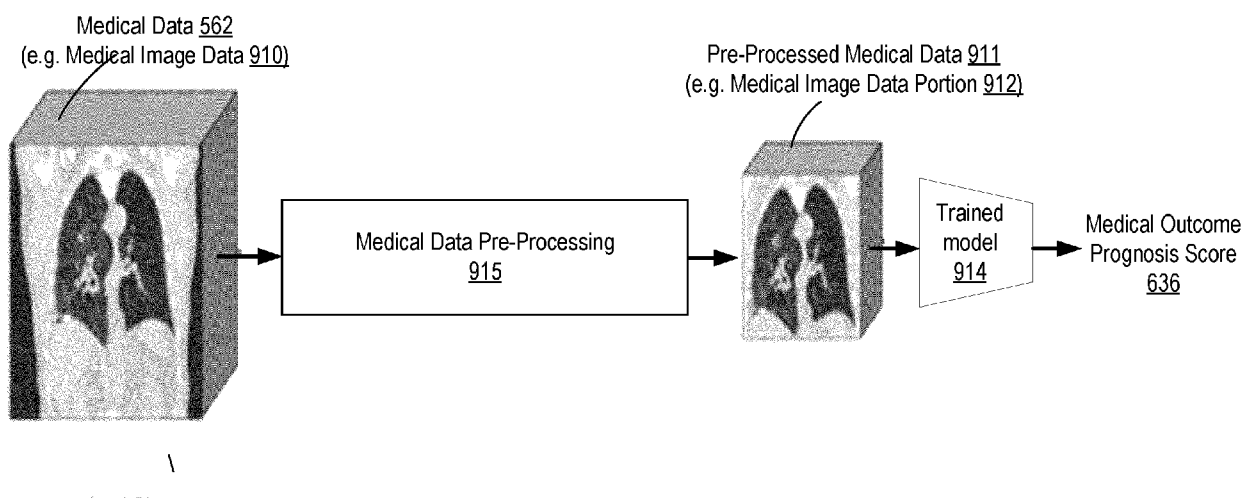 Medical Data 562
(e.g. Medical Image Data 910)
Pre-Processed Medical Data 911
(e.g. Medical Image Data Portion 912)
Medical Data Pre-Processing
915
Trained
model
914
Medical Outcome
Prognosis Score
636